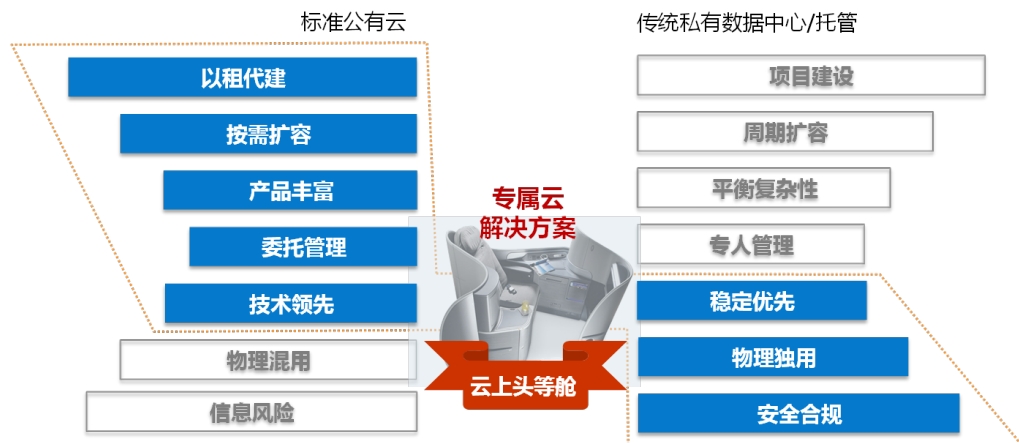 标准公有云
传统私有数据中心/托管
以租代建
按需扩容
产品丰富
委托管理
技术领先
物理混用
信息风险
专属云
解决方案
云上头等舱
项目建设
周期扩容
平衡复杂性
专人管理
稳定优先
物理独用
安全合规